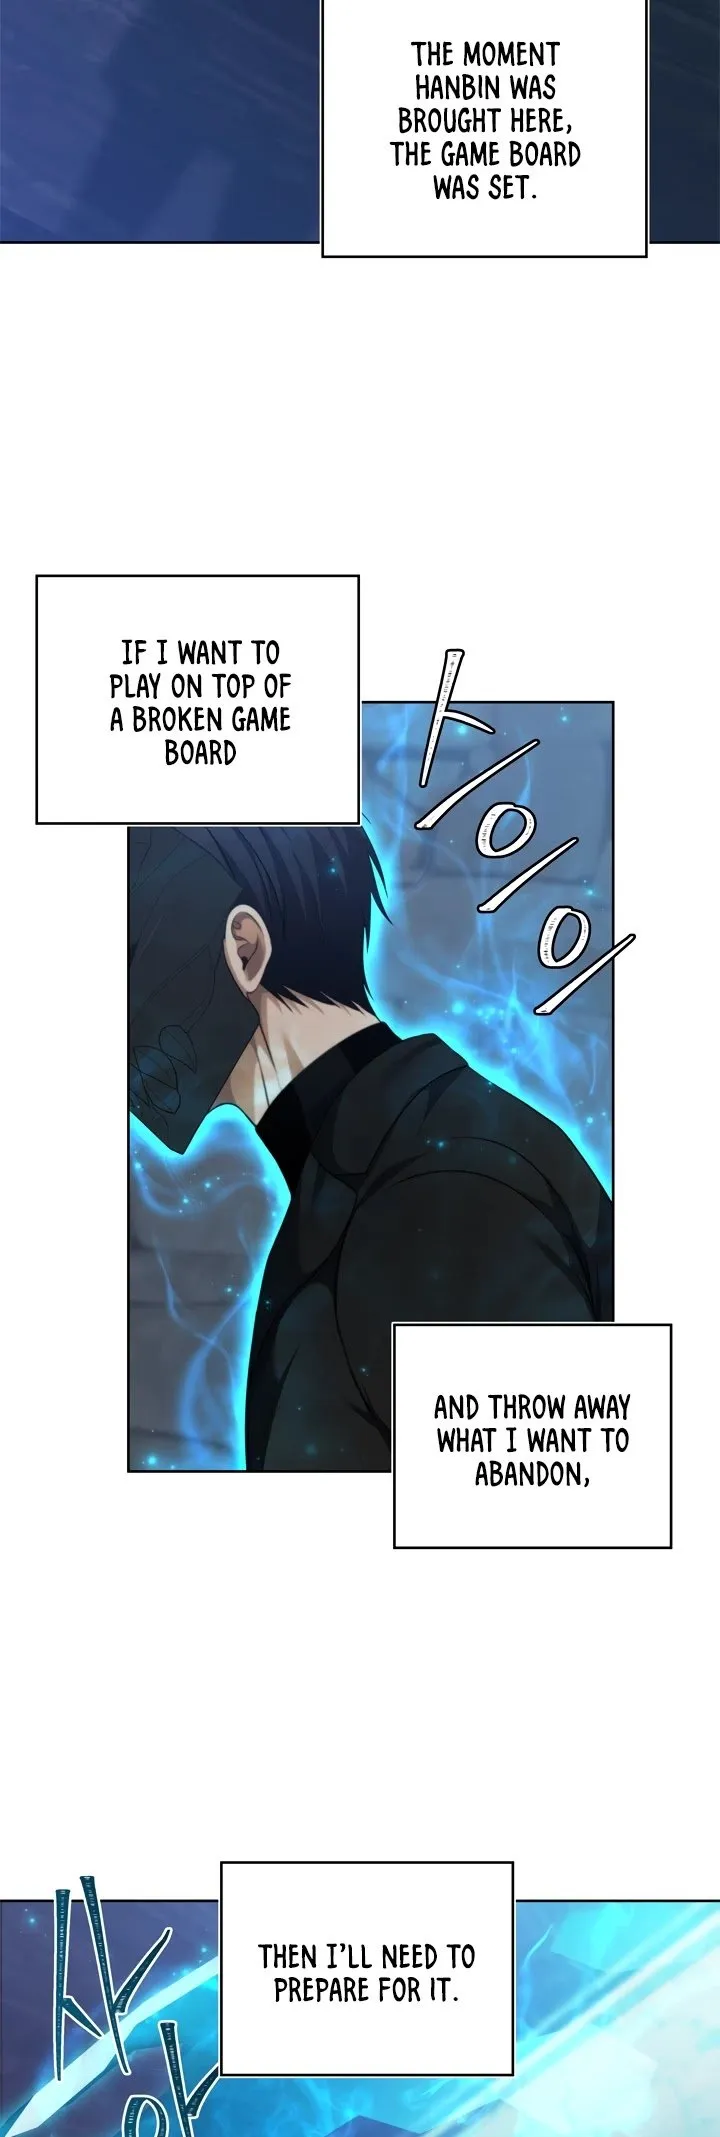 THE MOMENT
HANBIN WAS
BROUGHT HERE,
THE GAME BOARD
WAS SET.
IF I WANT TO
PLAY ON TOP OF
A BROKEN GAME
BOARD
AND THROW AWAY
WHAT I WANT TO
ABANDON,
THEN I'LL NEED TO
PREPARE FOR IT.